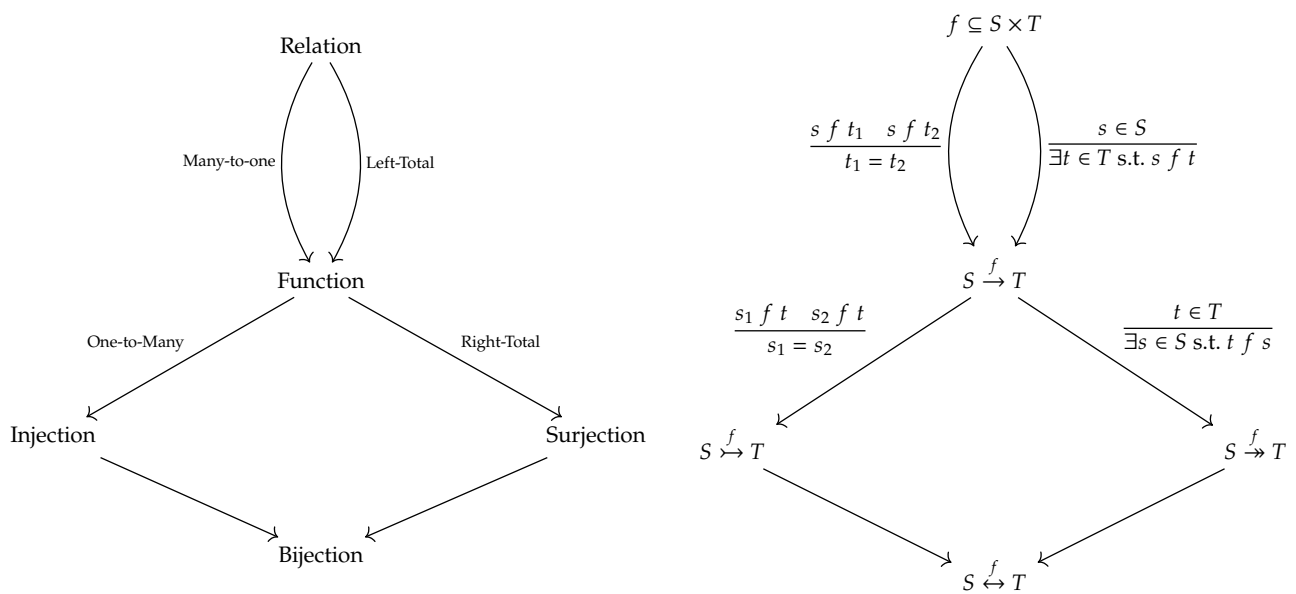 Relation
Many-to-one
Left-Total
Function
One-to-Many
Right-Total
Injection
Surjection
Bijection
f ⊆ S × T
s f t₁ s f t₂
t₁ = t₂
s ∈ S
∃t ∈ T s.t. s f t
f
S → T
s₁ f t s₂ f t
s₁ = s₂
t ∈ T
∃s ∈ S s.t. t f s
f
S ↣ T
f
S ↠ T
f
S ↔ T